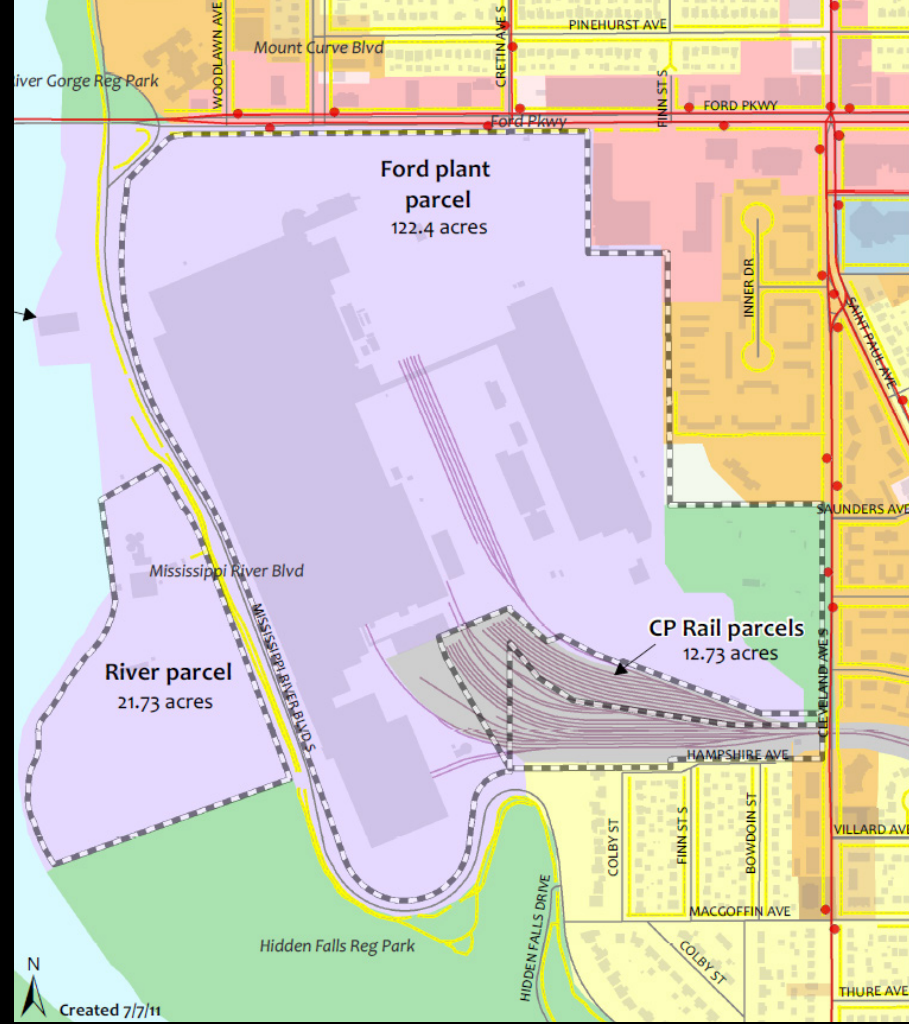 PINEHURST AVE
WOODLAWN AVE
Mount Curve Blvd
CRETIN AVE S
iver Gorge Reg Park
FINN ST S
FORD PKWY
Ford Pkwy
Ford plant
parcel
122.4 acres
INNER DR
SAINT PAUL AVE
SAUNDERS AVE
Mississippi River Blvd
MISSISSIPPI RIVER BLVD S
CP Rail parcels
12.73 acres
CLEVELAND AVE S
River parcel
21.73 acres
HAMPSHIRE AVE
COLBY ST
FINN ST S
BOWDOIN ST
VILLARD AVE
MACGOFFIN AVE
HIDDEN FALLS DRIVE
Hidden Falls Reg Park
COLBY ST
THURE AVE
N
Created 7/7/11